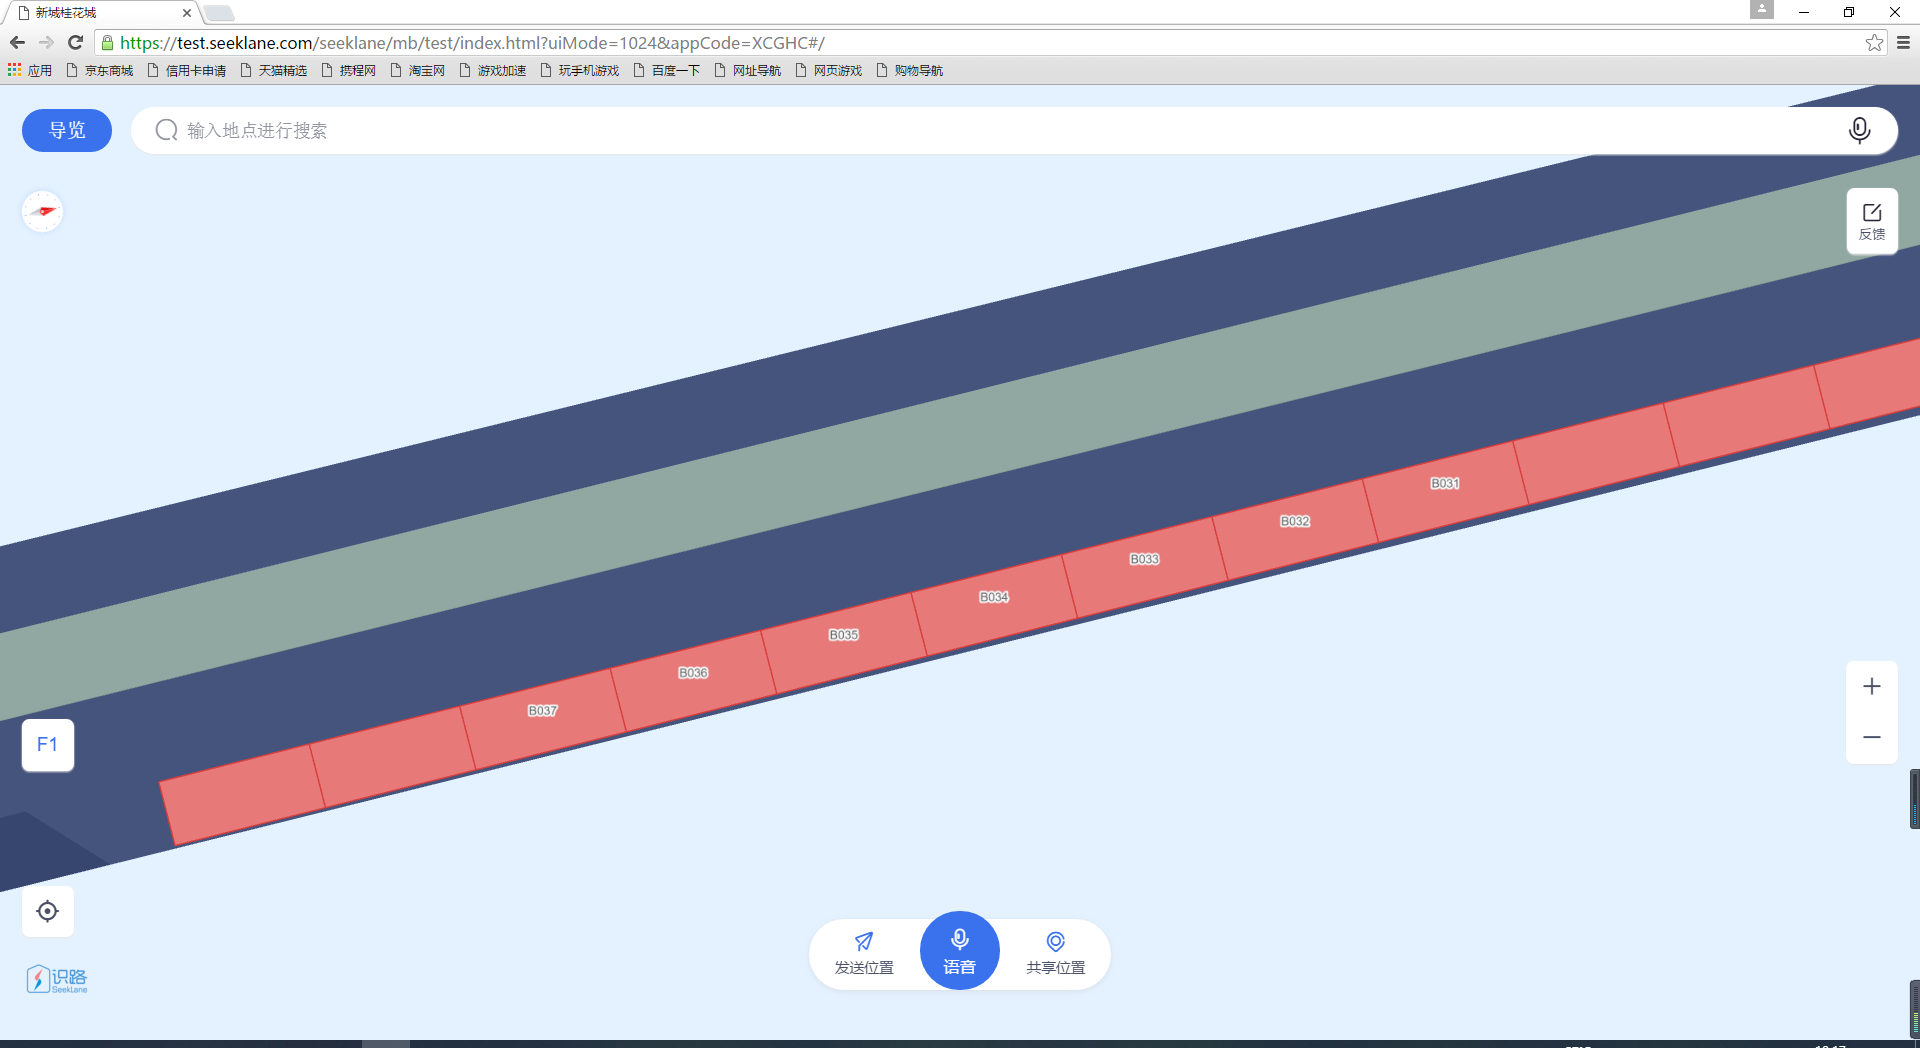 新城桂花城
https://test.seeklane.com/seeklane/mb/test/index.html?uiMode=1024&appCode=XCGHC#/
应用 京东商城 信用卡申请 天猫精选 携程网 淘宝网 游戏加速 玩手机游戏 百度一下 网址导航 网页游戏 购物导航
导览 输入地点进行搜索
反馈
B031
B032
B033
B034
B035
B036
B037
F1
发送位置 语音 共享位置
识路
SeekLane